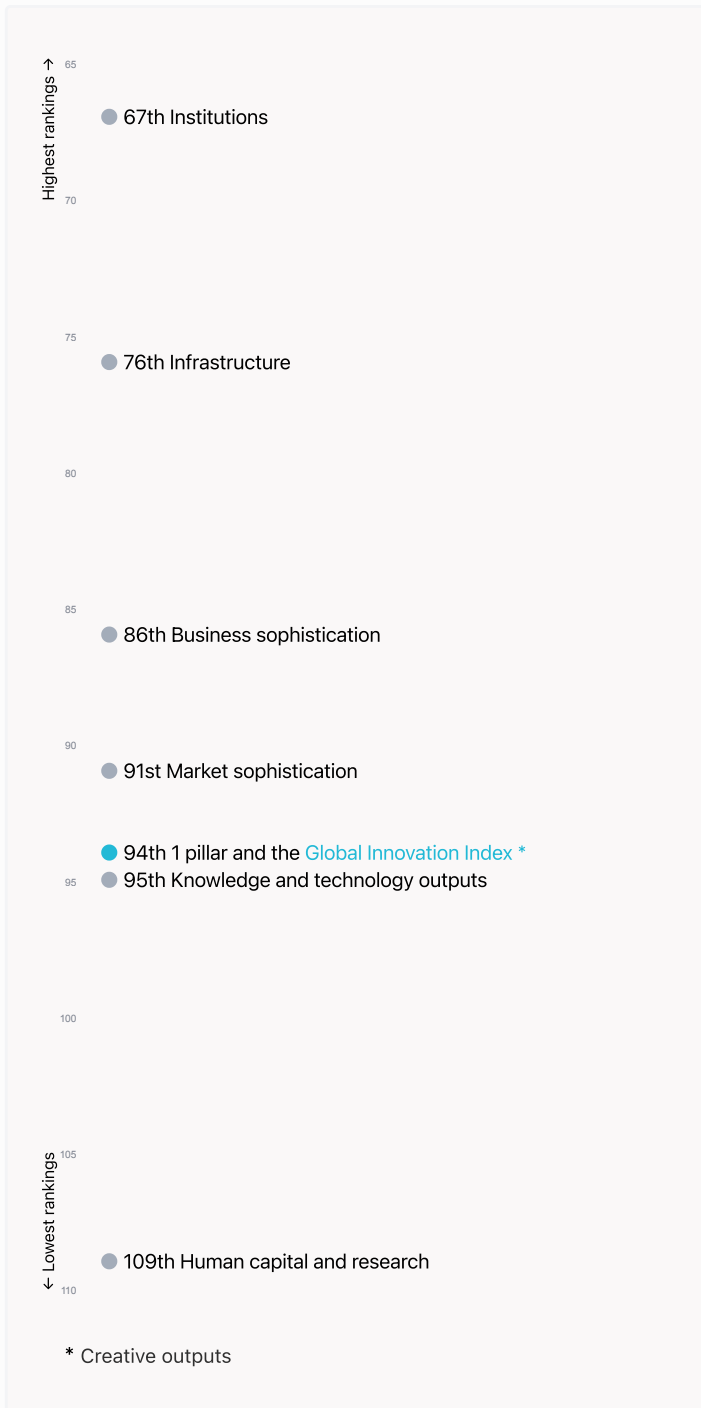 Highest rankings →
65
67th Institutions
70
75
76th Infrastructure
80
85
86th Business sophistication
90
91st Market sophistication
94th 1 pillar and the Global Innovation Index *
95
95th Knowledge and technology outputs
100
105
← Lowest rankings
109th Human capital and research
110
* Creative outputs